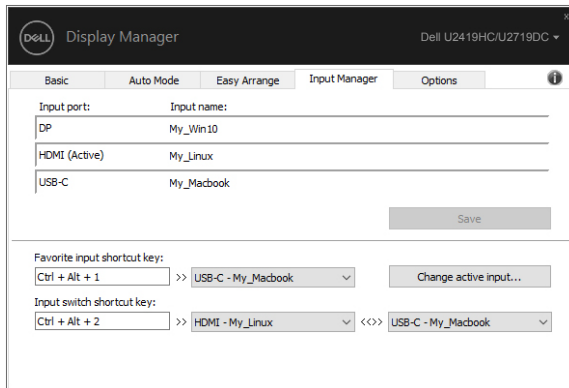 x
DELL Display Manager Dell U2419HC/U2719DC
Basic Auto Mode Easy Arrange Input Manager Options i
Input port: Input name:
DP My_Win10
HDMI (Active) My_Linux
USB-C My_Macbook
Save
Favorite input shortcut key:
Ctrl + Alt + 1 >> USB-C - My_Macbook Change active input...
Input switch shortcut key:
Ctrl + Alt + 2 >> HDMI - My_Linux <<>> USB-C - My_Macbook